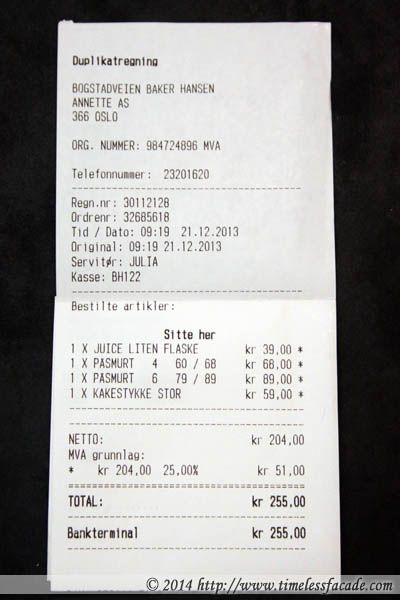 Duplikatregning
BOGSTADVEIEN BAKER HANSEN
ANNETTE AS
366 OSLO
ORG. NUMMER: 984724896 MVA
Telefonnummer: 23201620
Regn.nr: 30112128
Ordrenr: 32685618
Tid / Dato: 09:19 21.12.2013
Original: 09:19 21.12.2013
Servitør: JULIA
Kasse: BH122
Bestilte artikler:
Sitte her
1 X JUICE LITEN FLASKE kr 39,00 *
1 X PASMURT 4 60 / 68 kr 68,00 *
1 X PASMURT 6 79 / 89 kr 89,00 *
1 X KAKESTYKKE STOR kr 59,00 *
NETTO: kr 204,00
MVA grunnlag:
* kr 204,00 25,00% kr 51,00
TOTAL: kr 255,00
Bankterminal kr 255,00
© 2014 http://www.timelessfacade.com